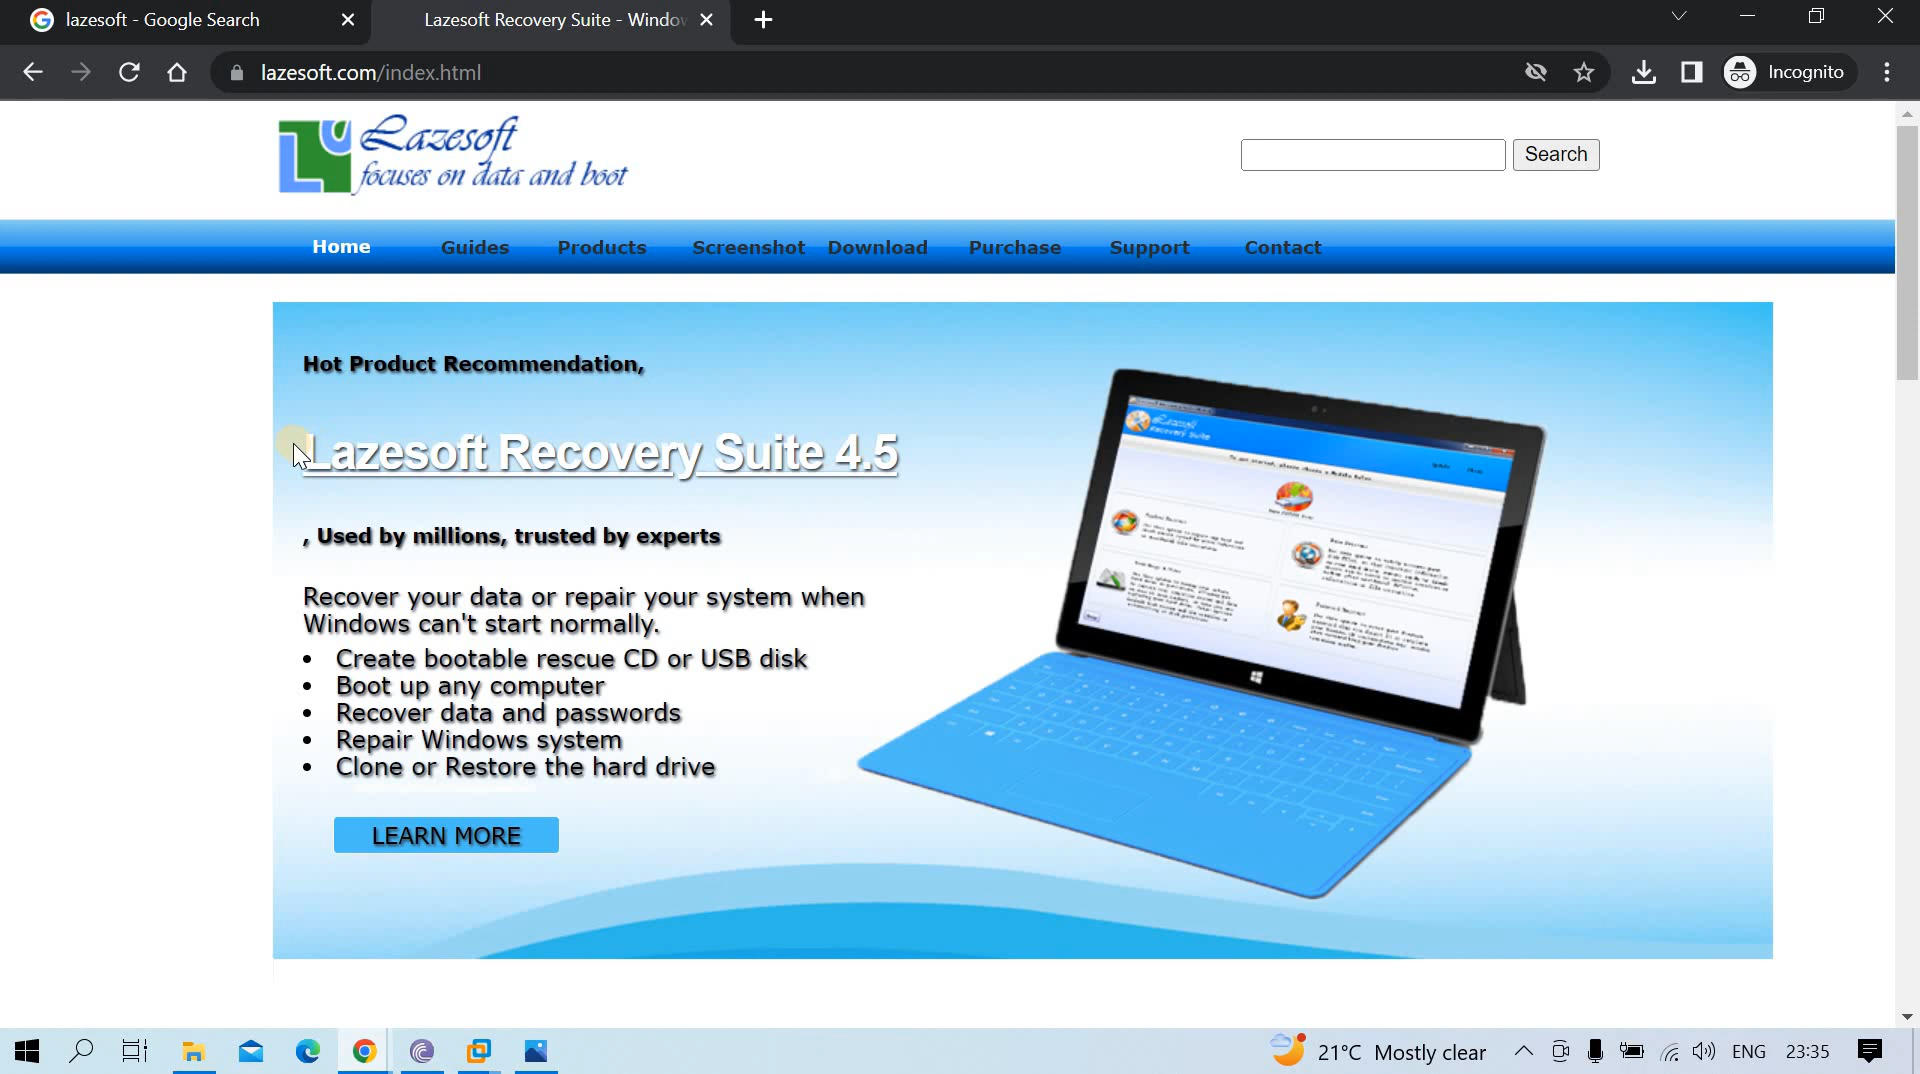 lazesoft - Google Search
Lazesoft Recovery Suite - Windo
lazesoft.com/index.html
Incognito
Lazesoft
focuses on data and boot
Search
Home Guides Products Screenshot Download Purchase Support Contact
Hot Product Recommendation,
Lazesoft Recovery Suite 4.5
, Used by millions, trusted by experts
Recover your data or repair your system when
Windows can't start normally.
• Create bootable rescue CD or USB disk
• Boot up any computer
• Recover data and passwords
• Repair Windows system
• Clone or Restore the hard drive
LEARN MORE
Lazesoft
Recovery Suite
21°C Mostly clear
ENG
23:35